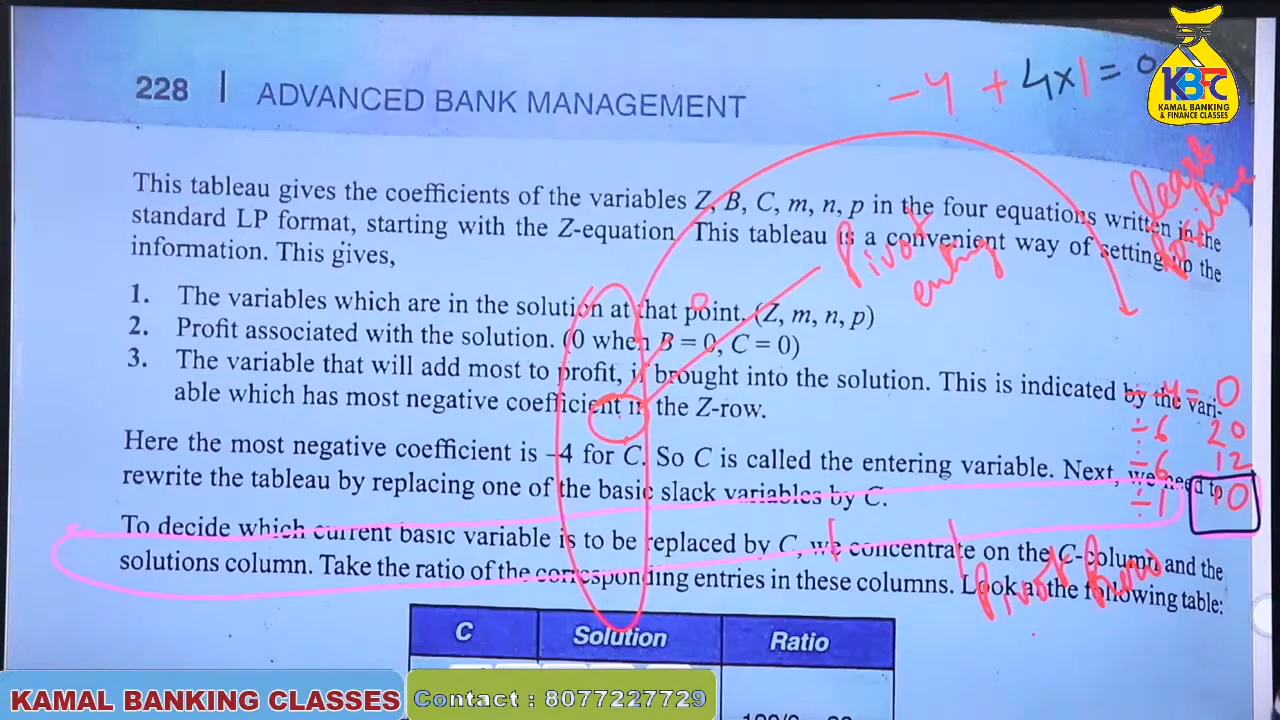 228 | ADVANCED BANK MANAGEMENT
-4 + 4x1 = 0
KBFC
KAMAL BANKING
& FINANCE CLASSES
least
positive
This tableau gives the coefficients of the variables Z, B, C, m, n, p in the four equations written in the
standard LP format, starting with the Z-equation This tableau is a convenient way of setting up the
information. This gives,
Pivot
enting
1. The variables which are in the solution at that point. (Z, m, n, p)
2. Profit associated with the solution. (0 when B = 0, C = 0)
3. The variable that will add most to profit, if brought into the solution. This is indicated by the vari-
able which has most negative coefficient in the Z-row.
-4 = 0
÷6 20
÷6 12
÷1 10
Here the most negative coefficient is –4 for C. So C is called the entering variable. Next, we need to
rewrite the tableau by replacing one of the basic slack variables by C.
To decide which current basic variable is to be replaced by C, we concentrate on the C-column and the
solutions column. Take the ratio of the corresponding entries in these columns. Look at the following table:
Pivot Row
C Solution Ratio
KAMAL BANKING CLASSES
Contact : 8077227729